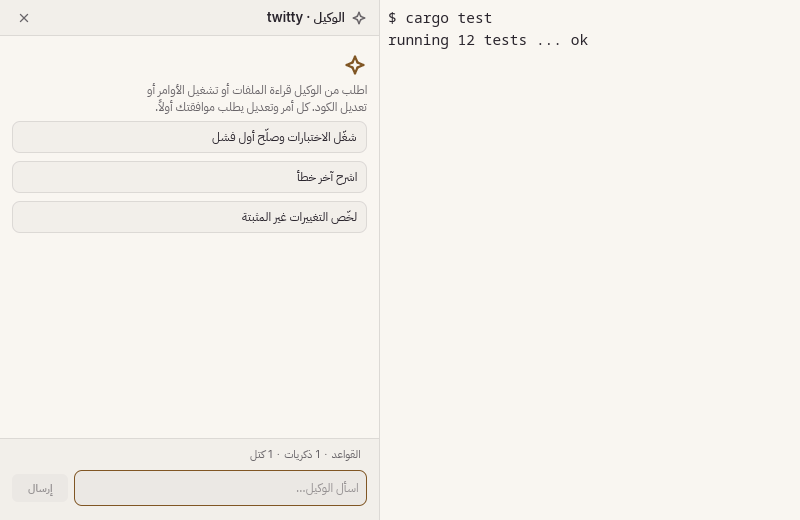 الوكيل · twitty
اطلب من الوكيل قراءة الملفات أو تشغيل الأوامر أو
تعديل الكود. كل أمر وتعديل يطلب موافقتك أولاً.
شغّل الاختبارات وصلّح أول فشل
اشرح آخر خطأ
لخّص التغييرات غير المثبتة
القواعد · 1 ذكريات · 1 كتل
اسأل الوكيل...
إرسال
$ cargo test
running 12 tests ... ok